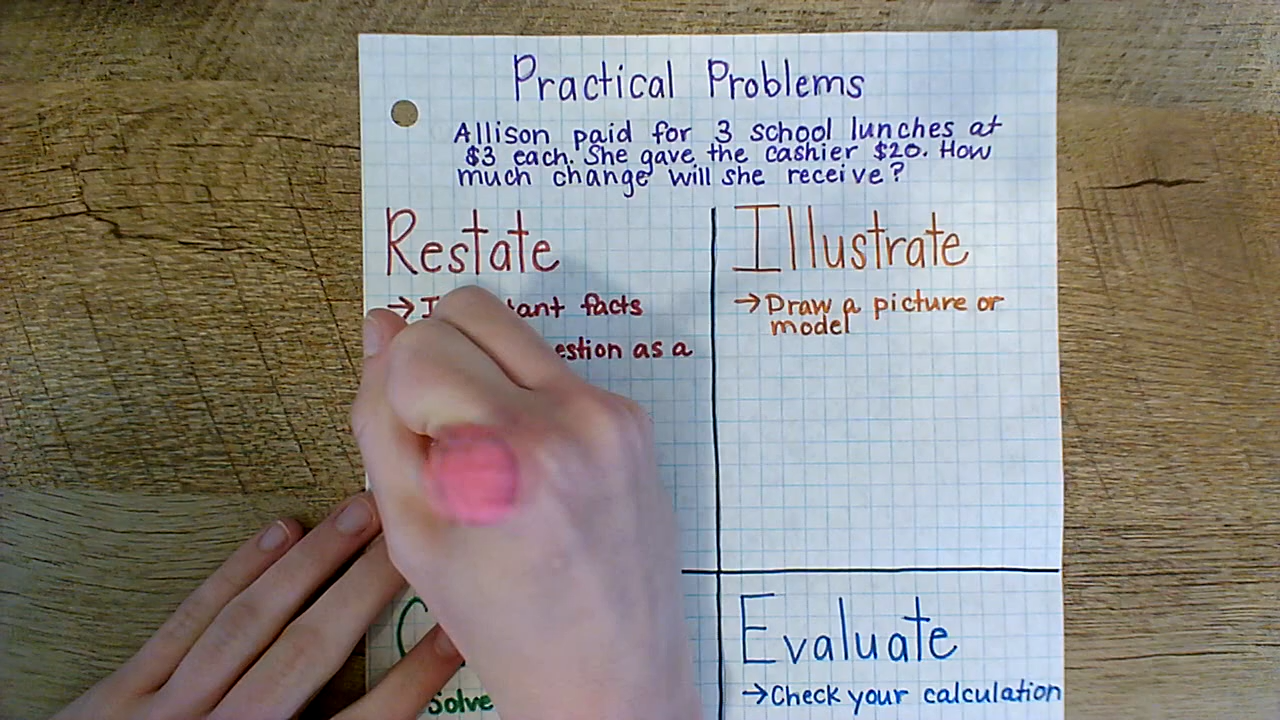 Practical Problems
Allison paid for 3 school lunches at
$3 each. She gave the cashier $20. How
much change will she receive?
Restate
Illustrate
→ facts
→Draw a picture or
model
as a
Evaluate
Solve
→Check your calculation